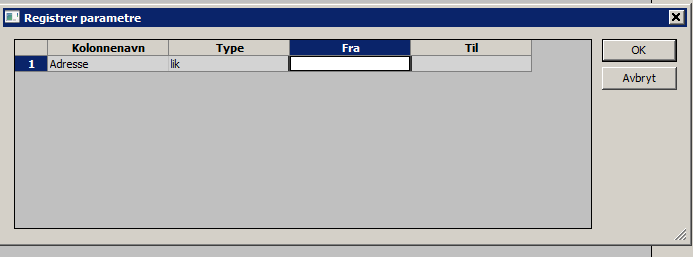 Registrer parametre
Kolonnenavn Type Fra Til
1 Adresse lik
OK
Avbryt